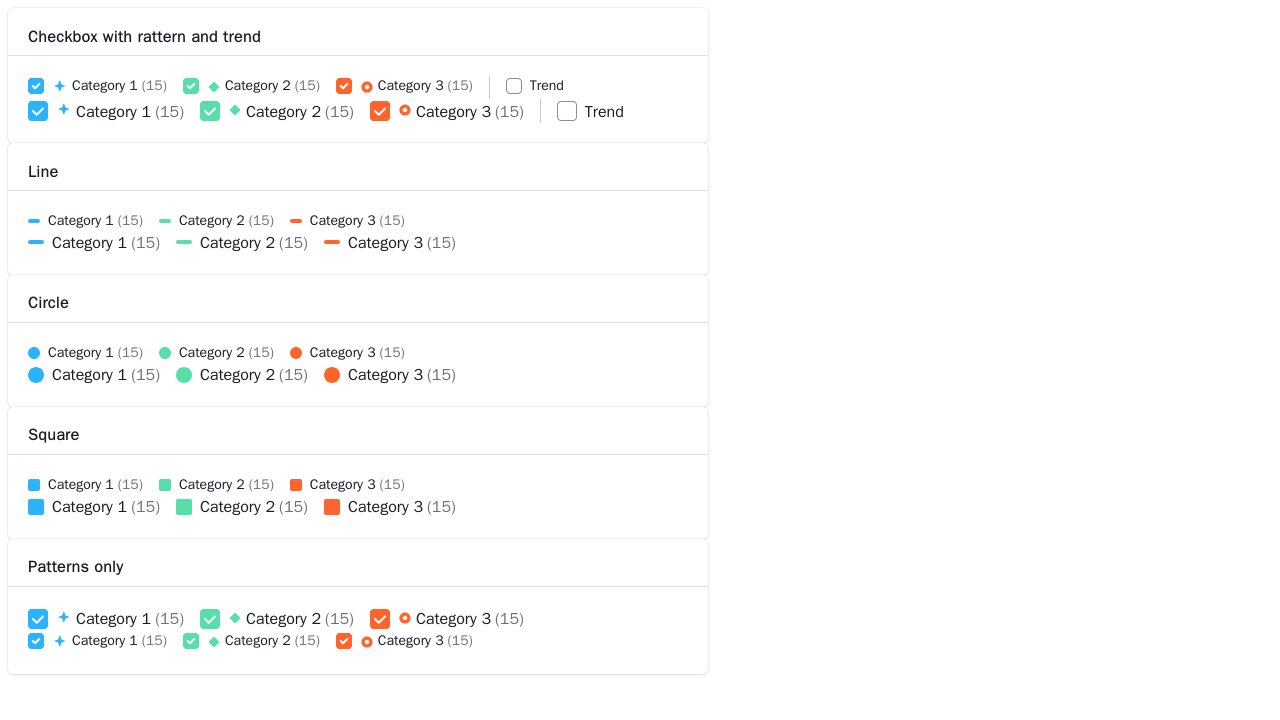 Checkbox with rattern and trend
Category 1 (15) Category 2 (15) Category 3 (15) Trend
Category 1 (15) Category 2 (15) Category 3 (15) Trend
Line
Category 1 (15) Category 2 (15) Category 3 (15)
Category 1 (15) Category 2 (15) Category 3 (15)
Circle
Category 1 (15) Category 2 (15) Category 3 (15)
Category 1 (15) Category 2 (15) Category 3 (15)
Square
Category 1 (15) Category 2 (15) Category 3 (15)
Category 1 (15) Category 2 (15) Category 3 (15)
Patterns only
Category 1 (15) Category 2 (15) Category 3 (15)
Category 1 (15) Category 2 (15) Category 3 (15)